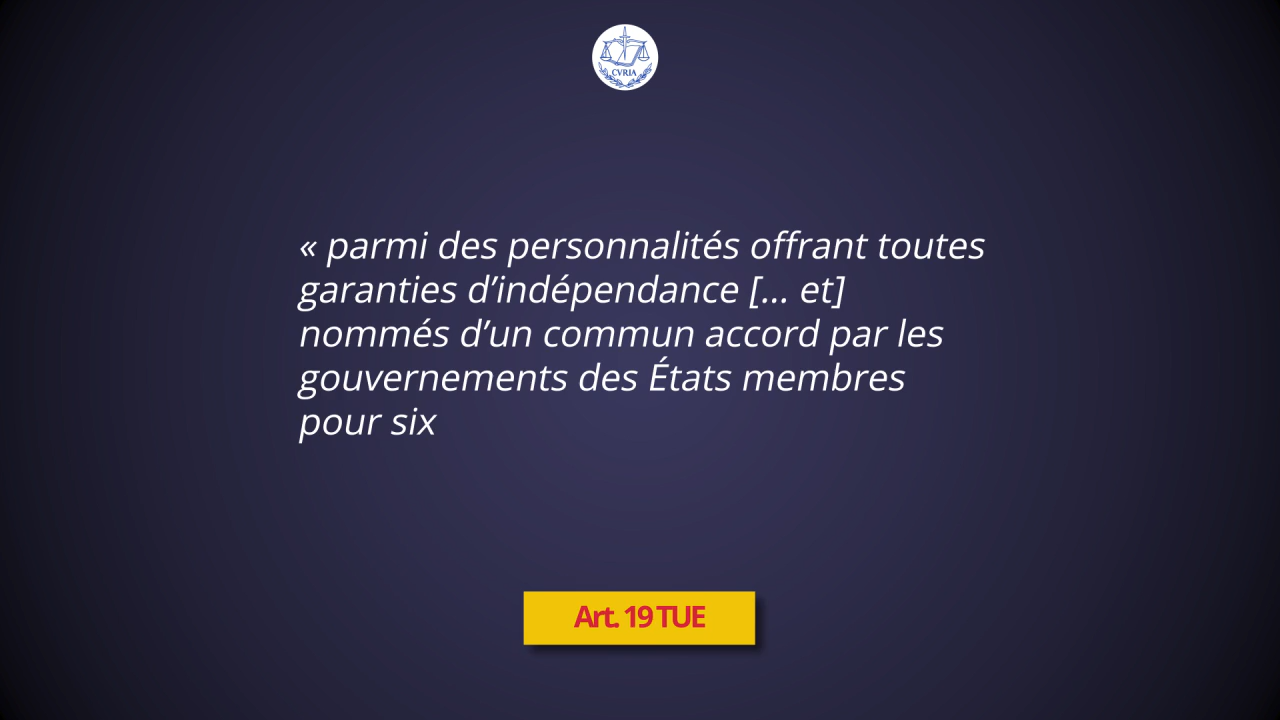 CVRIA
« parmi des personnalités offrant toutes
garanties d’indépendance [... et]
nommés d’un commun accord par les
gouvernements des États membres
pour six
Art. 19 TUE